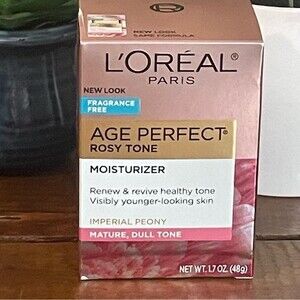 NEW LOOK
SAME FORMULA
L'ORÉAL
PARIS
NEW LOOK
FRAGRANCE
FREE
AGE PERFECT®
ROSY TONE
MOISTURIZER
Renew & revive healthy tone
Visibly younger-looking skin
IMPERIAL PEONY
MATURE, DULL TONE
NET WT. 1.7 OZ. (48g)